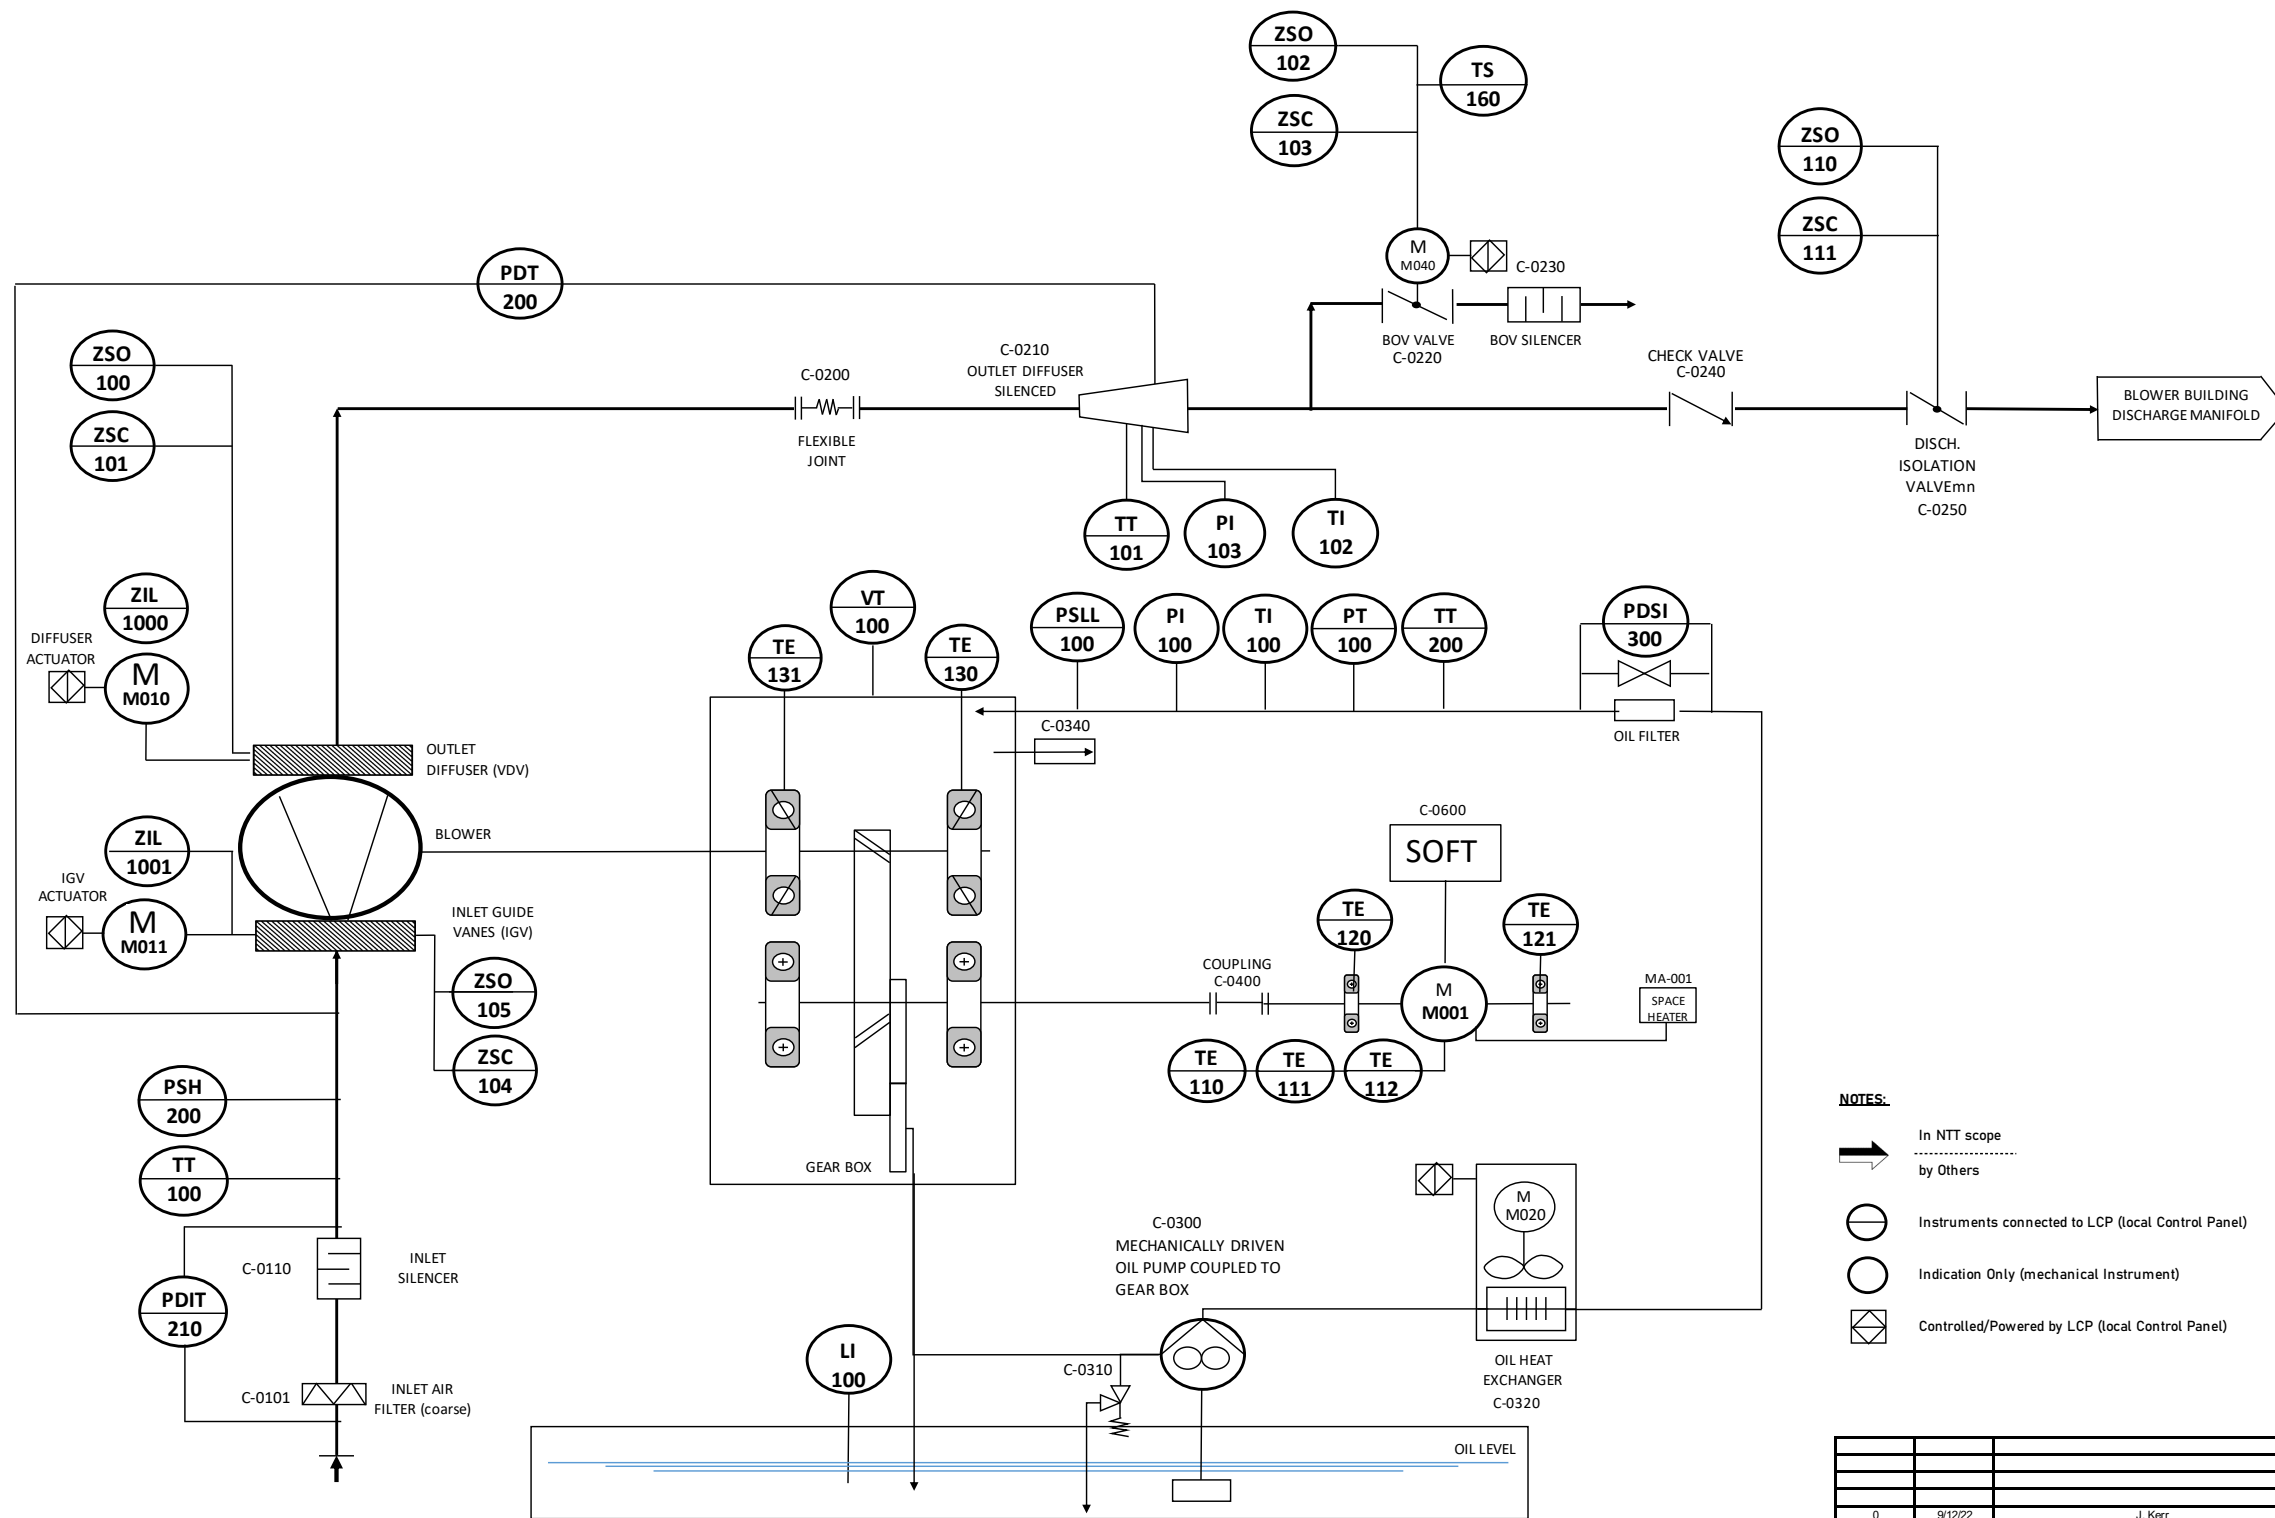 ZSO
102
TS
160
ZSC
103
ZSO
110
ZSC
111
M
M040
C-0230
BOV VALVE
C-0220
BOV SILENCER
PDT
200
ZSO
100
ZSC
101
C-0200
FLEXIBLE
JOINT
C-0210
OUTLET DIFFUSER
SILENCED
CHECK VALVE
C-0240
BLOWER BUILDING
DISCHARGE MANIFOLD
DISCH.
ISOLATION
VALVEmn
C-0250
TT
101
PI
103
TI
102
ZIL
1000
DIFFUSER
ACTUATOR
M
M010
VT
100
TE
131
TE
130
PSLL
100
PI
100
TI
100
PT
100
TT
200
PDSI
300
OIL FILTER
C-0340
OUTLET
DIFFUSER (VDV)
BLOWER
ZIL
1001
IGV
ACTUATOR
M
M011
INLET GUIDE
VANES (IGV)
ZSO
105
ZSC
104
C-0600
SOFT
TE
120
TE
121
COUPLING
C-0400
M
M001
MA-001
SPACE
HEATER
TE
110
TE
111
TE
112
PSH
200
TT
100
GEAR BOX
C-0110
INLET
SILENCER
PDIT
210
C-0101
INLET AIR
FILTER (coarse)
C-0300
MECHANICALLY DRIVEN
OIL PUMP COUPLED TO
GEAR BOX
M
M020
OIL HEAT
EXCHANGER
C-0320
LI
100
C-0310
OIL LEVEL
NOTES:
In NTT scope
by Others
Instruments connected to LCP (local Control Panel)
Indication Only (mechanical Instrument)
Controlled/Powered by LCP (local Control Panel)
0 9/12/22 J. Kerr